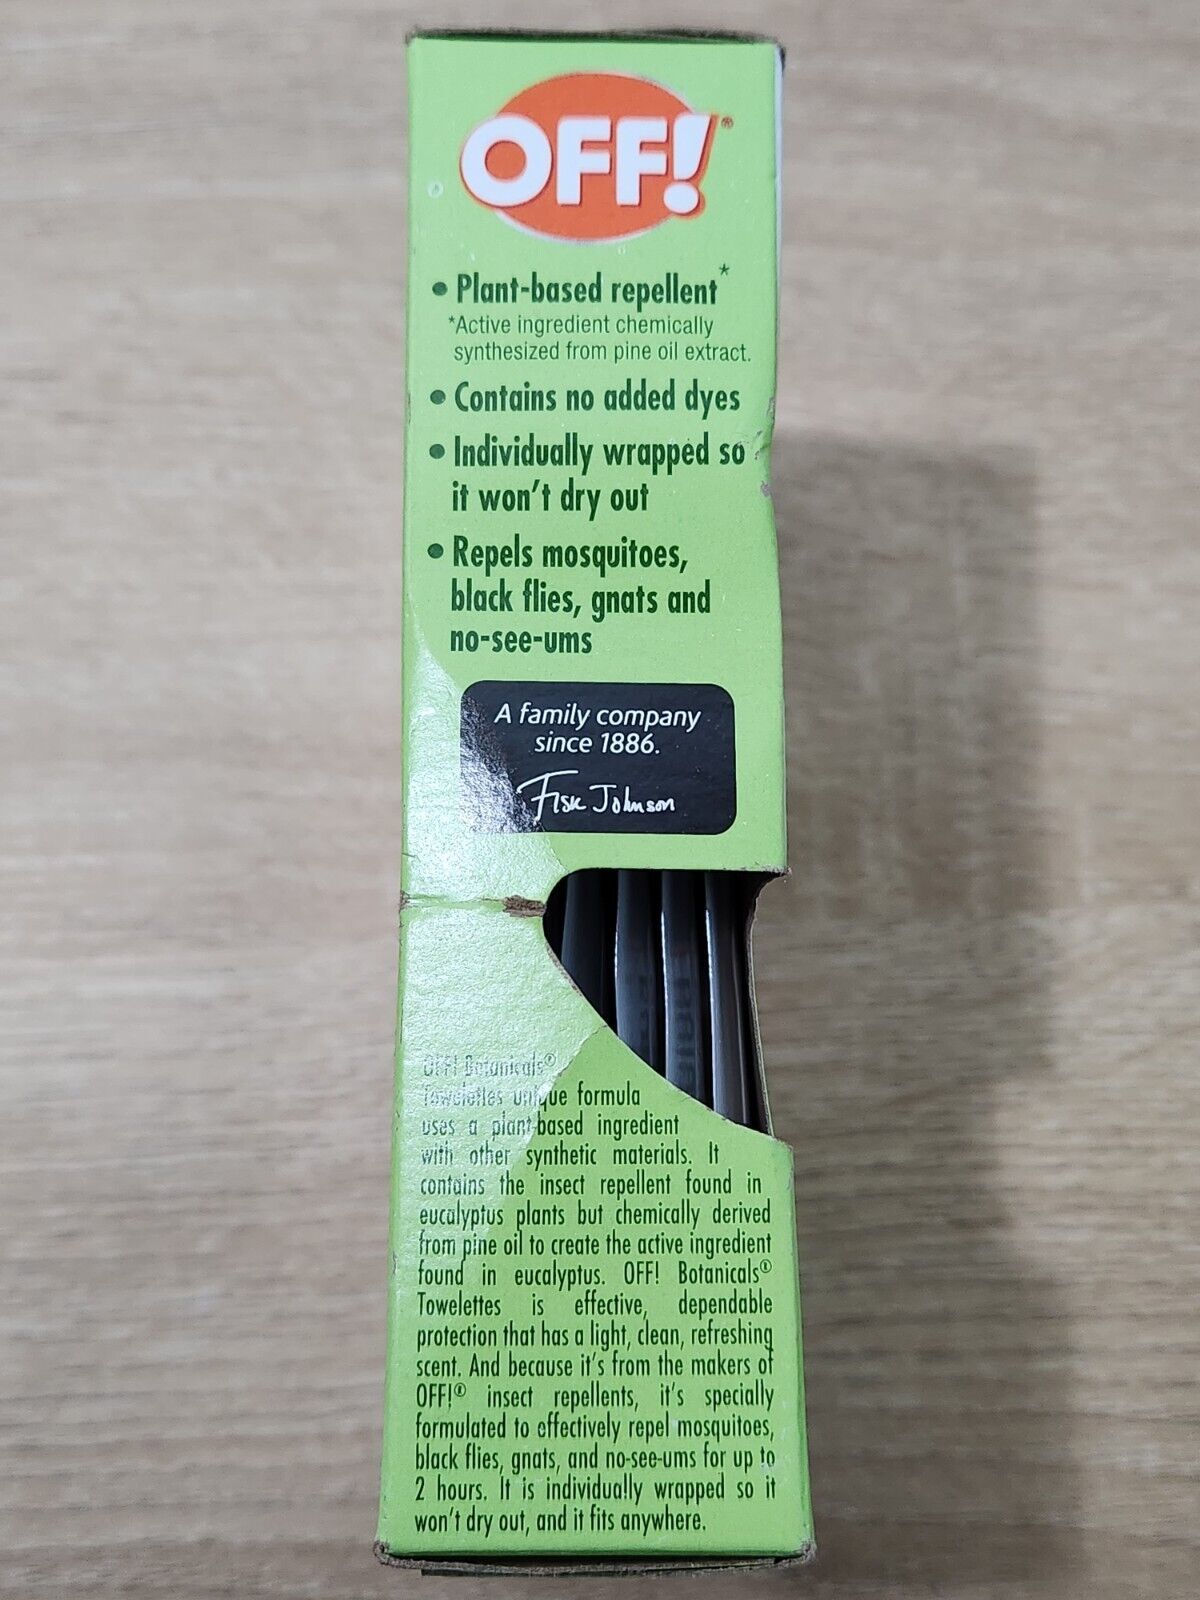 OFF!®
• Plant-based repellent*
*Active ingredient chemically
synthesized from pine oil extract.
• Contains no added dyes
• Individually wrapped so
it won't dry out
• Repels mosquitoes,
black flies, gnats and
no-see-ums
A family company
since 1886.
Fisk Johnson
OFF! Botanicals®
Towelettes unique formula
uses a plant-based ingredient
with other synthetic materials. It
contains the insect repellent found in
eucalyptus plants but chemically derived
from pine oil to create the active ingredient
found in eucalyptus. OFF! Botanicals®
Towelettes is effective, dependable
protection that has a light, clean, refreshing
scent. And because it's from the makers of
OFF!® insect repellents, it's specially
formulated to effectively repel mosquitoes,
black flies, gnats, and no-see-ums for up to
2 hours. It is individually wrapped so it
won't dry out, and it fits anywhere.